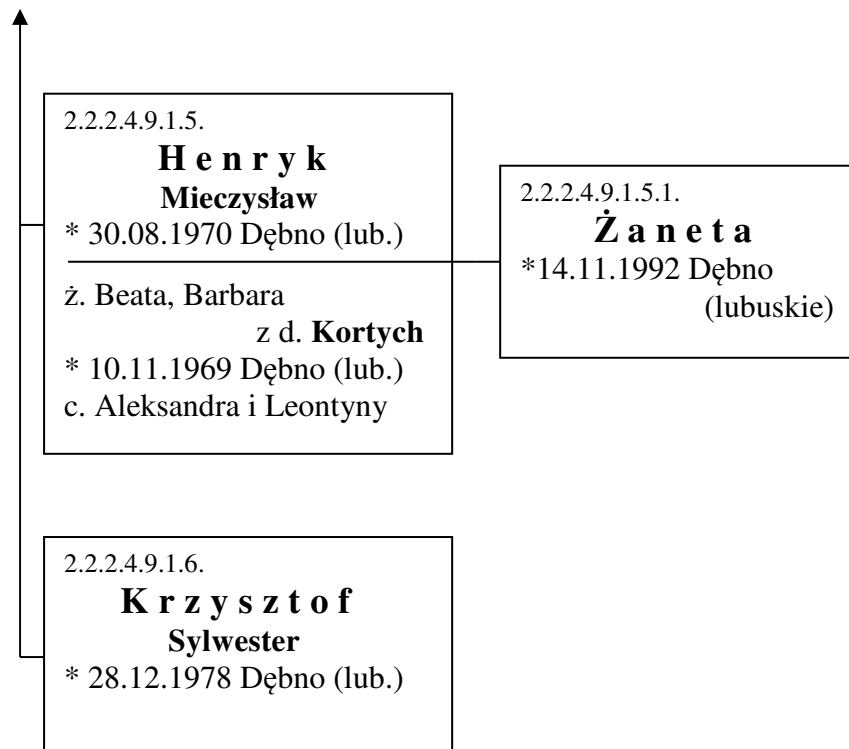 2.2.2.4.9.1.5.
H e n r y k
Mieczysław
* 30.08.1970 Dębno (lub.)
ż. Beata, Barbara
z d. Kortych
* 10.11.1969 Dębno (lub.)
c. Aleksandra i Leontyny
2.2.2.4.9.1.5.1.
Ż a n e t a
*14.11.1992 Dębno
(lubuskie)
2.2.2.4.9.1.6.
K r z y s z t o f
Sylwester
* 28.12.1978 Dębno (lub.)